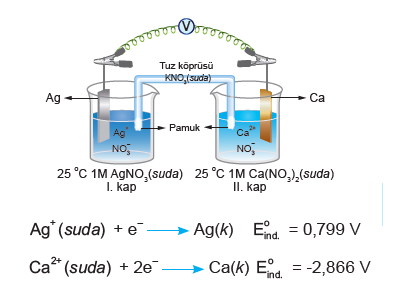 V
Tuz köprüsü
KNO₃(suda)
Ag
Ca
Ag⁺
NO₃⁻
Pamuk
Ca²⁺
NO₃⁻
25 °C 1M AgNO₃(suda)
I. kap
25 °C 1M Ca(NO₃)₂(suda)
II. kap
Ag⁺(suda) + e⁻ → Ag(k) E°ind. = 0,799 V
Ca²⁺(suda) + 2e⁻ → Ca(k) E°ind. = -2,866 V